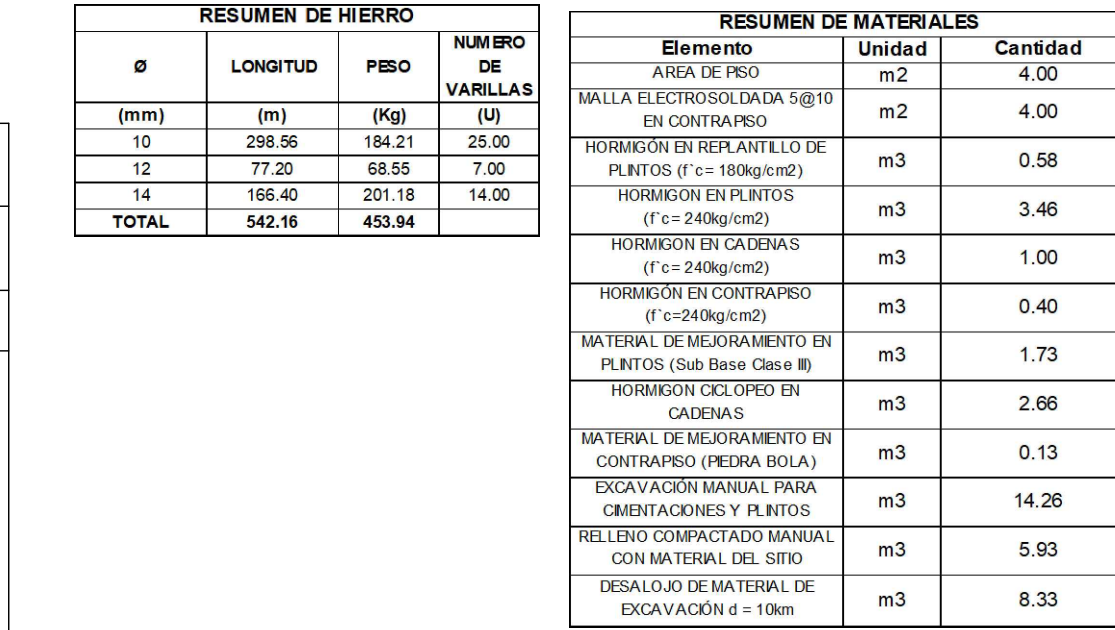 RESUMEN DE HIERRO
Ø LONGITUD PESO NUMERO DE VARILLAS
(mm) (m) (Kg) (U)
10 298.56 184.21 25.00
12 77.20 68.55 7.00
14 166.40 201.18 14.00
TOTAL 542.16 453.94
RESUMEN DE MATERIALES
Elemento Unidad Cantidad
AREA DE PISO m2 4.00
MALLA ELECTROSOLDADA 5@10
EN CONTRAPISO m2 4.00
HORMIGÓN EN REPLANTILLO DE
PLINTOS (f`c= 180kg/cm2) m3 0.58
HORMIGON EN PLINTOS
(f`c= 240kg/cm2) m3 3.46
HORMIGON EN CADENAS
(f`c= 240kg/cm2) m3 1.00
HORMIGÓN EN CONTRAPISO
(f`c=240kg/cm2) m3 0.40
MATERIAL DE MEJORAMIENTO EN
PLINTOS (Sub Base Clase III) m3 1.73
HORMIGON CICLOPEO EN
CADENAS m3 2.66
MATERIAL DE MEJORAMIENTO EN
CONTRAPISO (PIEDRA BOLA) m3 0.13
EXCAVACIÓN MANUAL PARA
CIMENTACIONES Y PLINTOS m3 14.26
RELLENO COMPACTADO MANUAL
CON MATERIAL DEL SITIO m3 5.93
DESALOJO DE MATERIAL DE
EXCAVACIÓN d = 10km m3 8.33